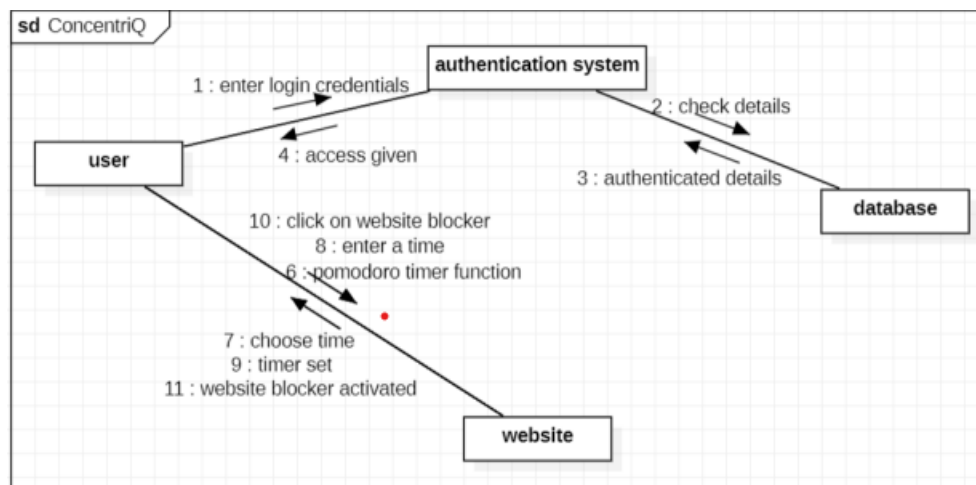 sd ConcentriQ
authentication system
1 : enter login credentials
2 : check details
4 : access given
user
3 : authenticated details
database
10 : click on website blocker
8 : enter a time
6 : pomodoro timer function
7 : choose time
9 : timer set
11 : website blocker activated
website